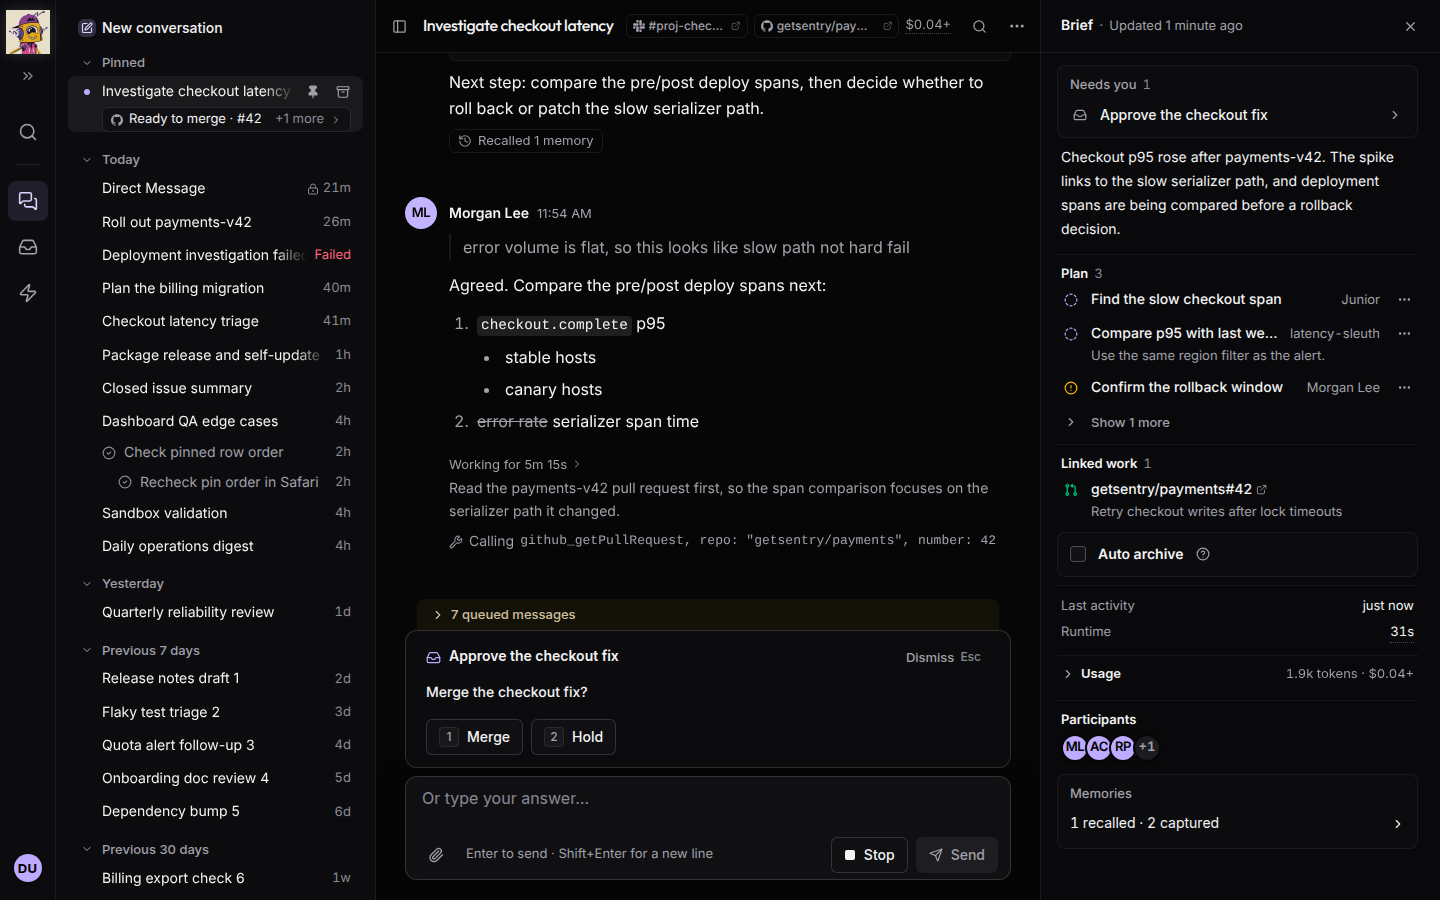 New conversation
Pinned
Investigate checkout latency
Ready to merge · #42 +1 more
Today
Direct Message 21m
Roll out payments-v42 26m
Deployment investigation failed Failed
Plan the billing migration 40m
Checkout latency triage 41m
Package release and self-update 1h
Closed issue summary 2h
Dashboard QA edge cases 4h
Check pinned row order 2h
Recheck pin order in Safari 2h
Sandbox validation 4h
Daily operations digest 4h
Yesterday
Quarterly reliability review 1d
Previous 7 days
Release notes draft 1 2d
Flaky test triage 2 3d
Quota alert follow-up 3 4d
Onboarding doc review 4 5d
Dependency bump 5 6d
Previous 30 days
Billing export check 6 1w
DU
Investigate checkout latency #proj-chec... getsentry/pay... $0.04+
Next step: compare the pre/post deploy spans, then decide whether to
roll back or patch the slow serializer path.
Recalled 1 memory
ML Morgan Lee 11:54 AM
error volume is flat, so this looks like slow path not hard fail
Agreed. Compare the pre/post deploy spans next:
1. checkout.complete p95
• stable hosts
• canary hosts
2. error rate serializer span time
Working for 5m 15s
Read the payments-v42 pull request first, so the span comparison focuses on the
serializer path it changed.
Calling github_getPullRequest, repo: "getsentry/payments", number: 42
7 queued messages
Approve the checkout fix Dismiss Esc
Merge the checkout fix?
1 Merge 2 Hold
Or type your answer...
Enter to send · Shift+Enter for a new line Stop Send
Brief · Updated 1 minute ago
Needs you 1
Approve the checkout fix
Checkout p95 rose after payments-v42. The spike
links to the slow serializer path, and deployment
spans are being compared before a rollback
decision.
Plan 3
Find the slow checkout span Junior
Compare p95 with last we... latency-sleuth
Use the same region filter as the alert.
Confirm the rollback window Morgan Lee
Show 1 more
Linked work 1
getsentry/payments#42
Retry checkout writes after lock timeouts
Auto archive
Last activity just now
Runtime 31s
Usage 1.9k tokens · $0.04+
Participants
ML AC RP +1
Memories
1 recalled · 2 captured